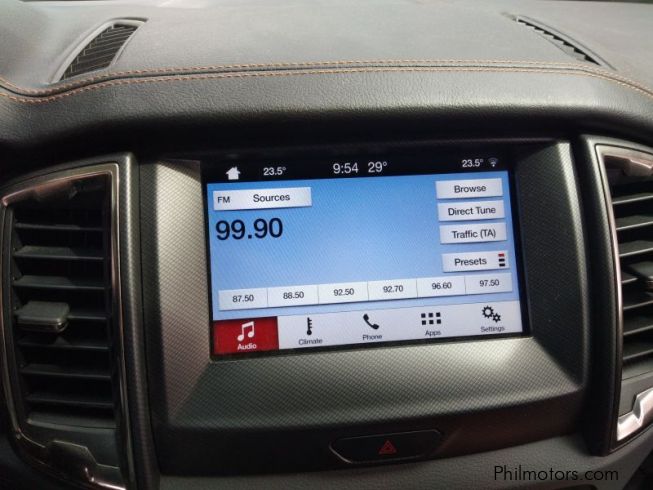 23.5° 9:54 29° 23.5°
FM Sources
Browse
99.90
Direct Tune
Traffic (TA)
Presets
87.50 88.50 92.50 92.70 96.60 97.50
Audio Climate Phone Apps Settings
Philmotors.com